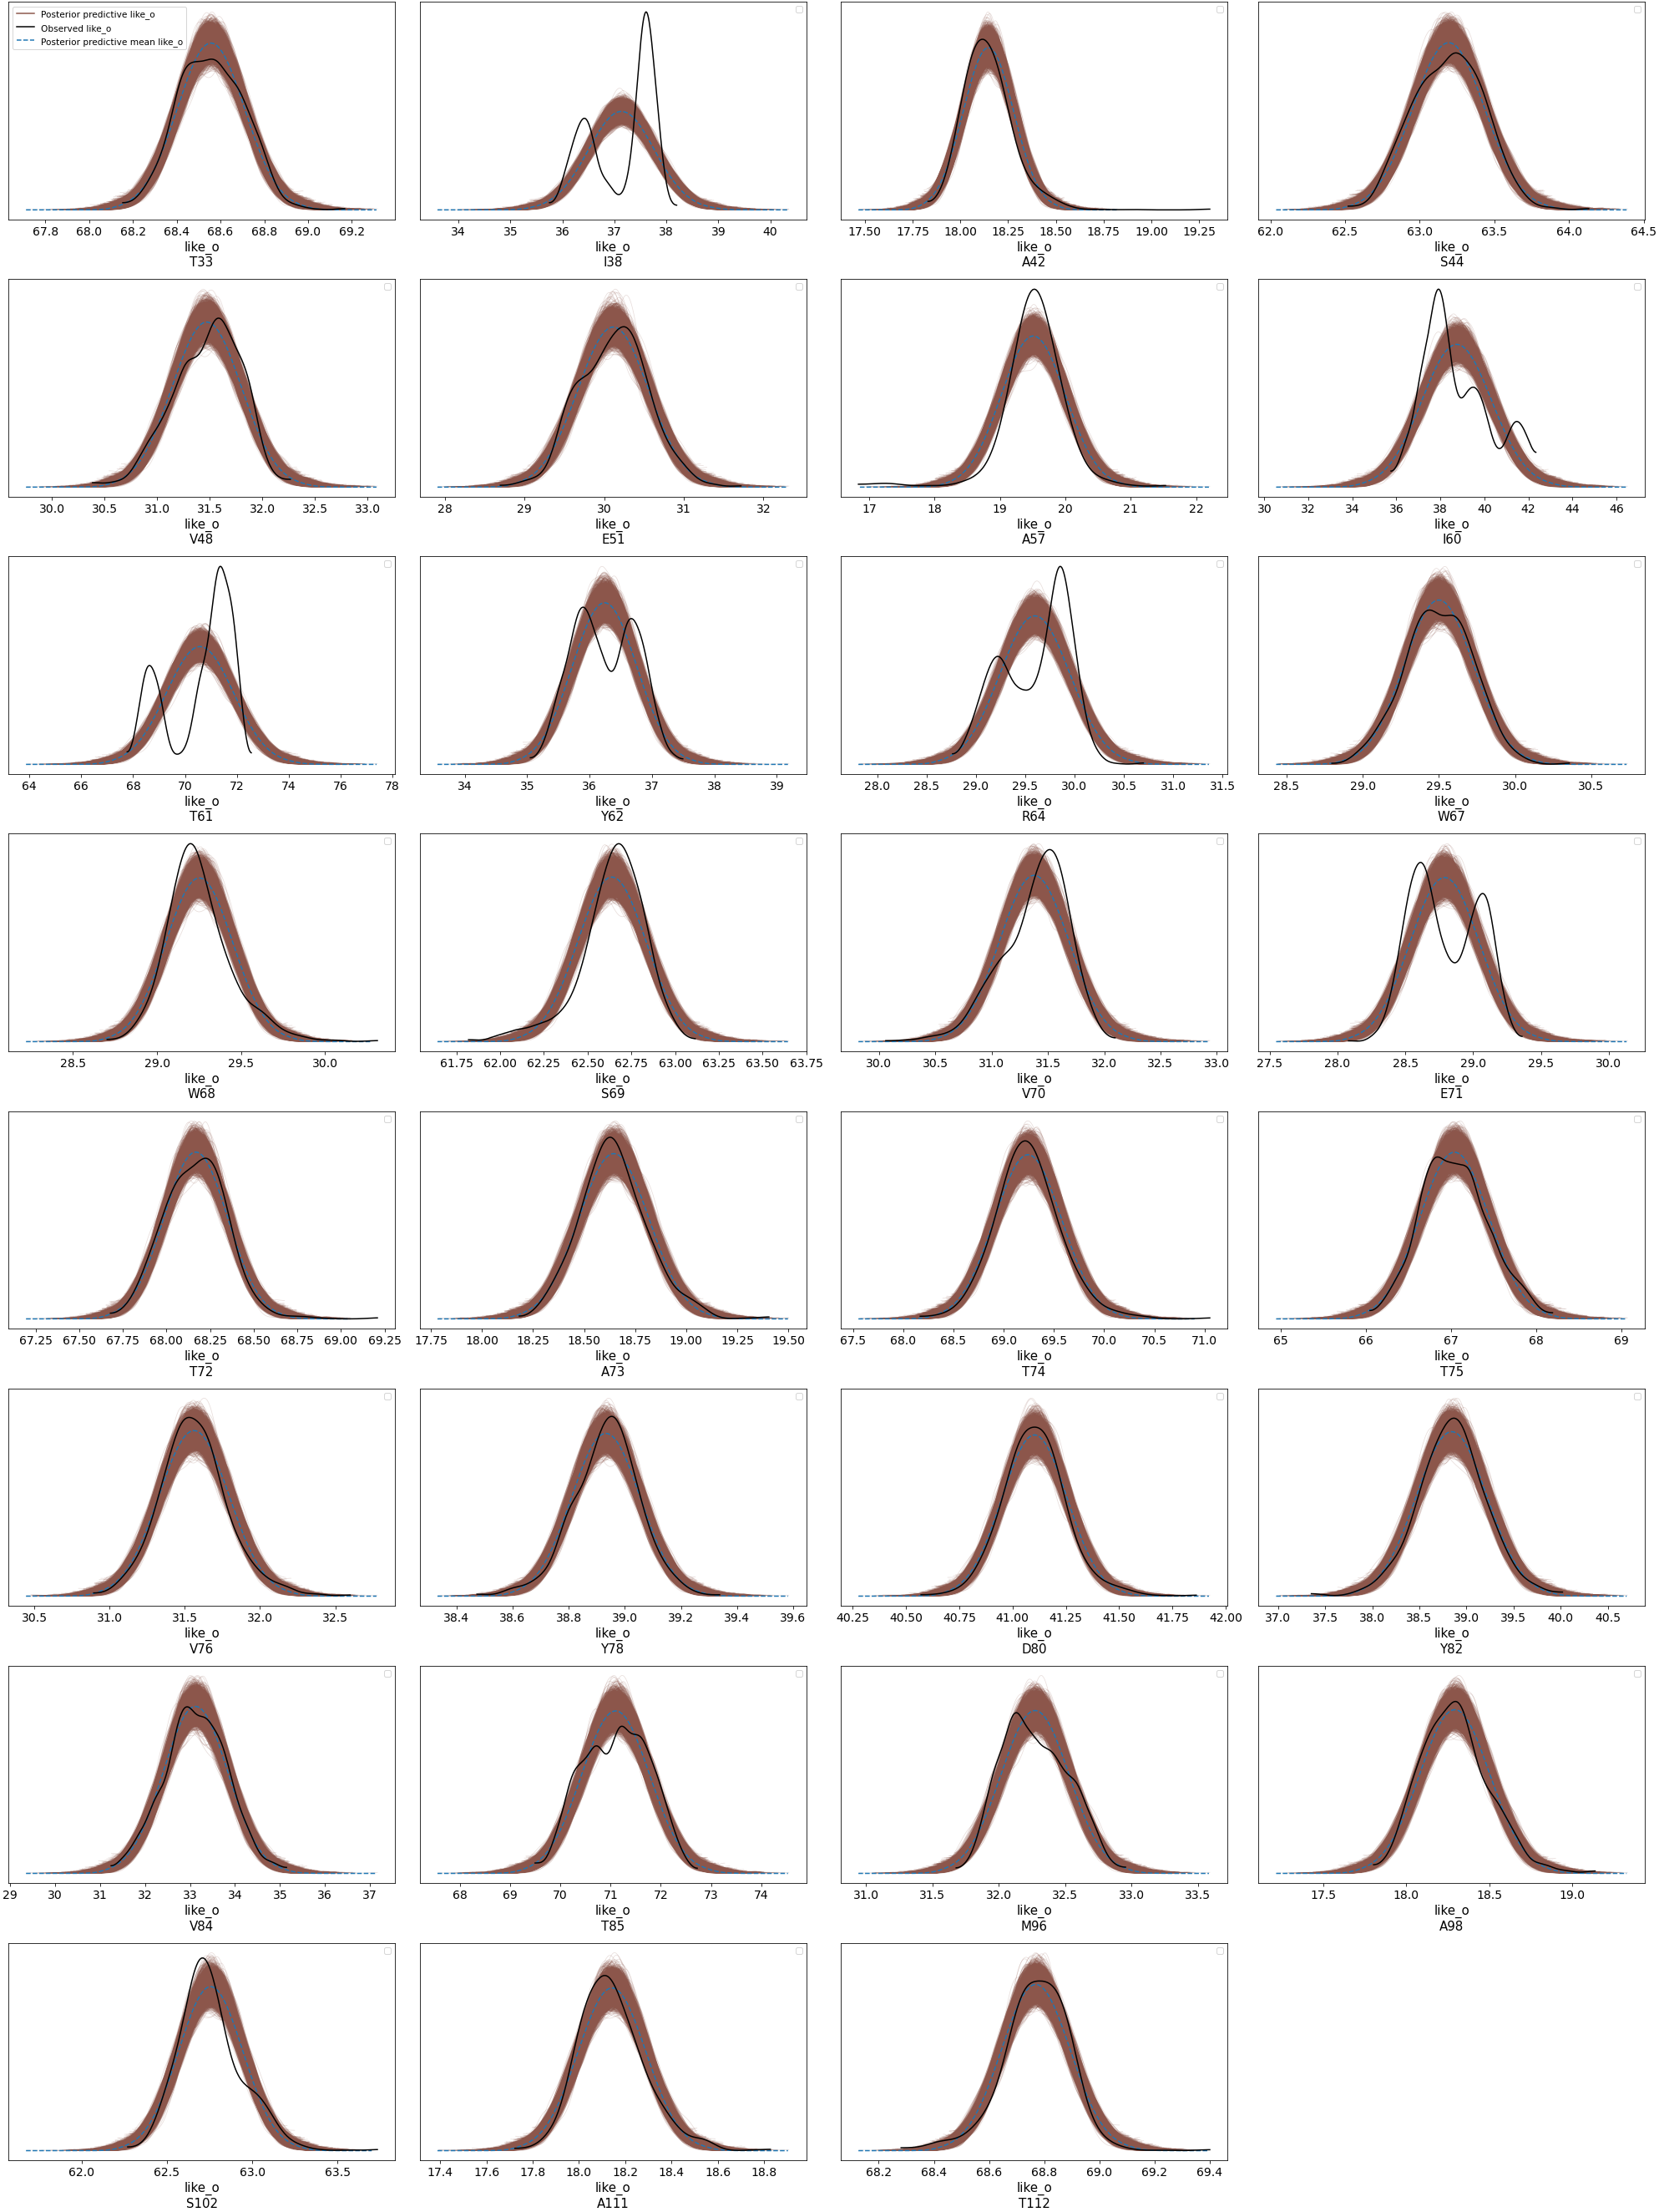 Posterior predictive like_o
Observed like_o
Posterior predictive mean like_o
67.8 68.0 68.2 68.4 68.6 68.8 69.0 69.2
like_o
T33
34 35 36 37 38 39 40
like_o
I38
17.50 17.75 18.00 18.25 18.50 18.75 19.00 19.25
like_o
A42
62.0 62.5 63.0 63.5 64.0 64.5
like_o
S44
30.0 30.5 31.0 31.5 32.0 32.5 33.0
like_o
V48
28 29 30 31 32
like_o
E51
17 18 19 20 21 22
like_o
A57
30 32 34 36 38 40 42 44 46
like_o
I60
64 66 68 70 72 74 76 78
like_o
T61
34 35 36 37 38 39
like_o
Y62
28.0 28.5 29.0 29.5 30.0 30.5 31.0 31.5
like_o
R64
28.5 29.0 29.5 30.0 30.5
like_o
W67
28.5 29.0 29.5 30.0
like_o
W68
61.75 62.00 62.25 62.50 62.75 63.00 63.25 63.50 63.75
like_o
S69
30.0 30.5 31.0 31.5 32.0 32.5 33.0
like_o
V70
27.5 28.0 28.5 29.0 29.5 30.0
like_o
E71
67.25 67.50 67.75 68.00 68.25 68.50 68.75 69.00 69.25
like_o
T72
17.75 18.00 18.25 18.50 18.75 19.00 19.25 19.50
like_o
A73
67.5 68.0 68.5 69.0 69.5 70.0 70.5 71.0
like_o
T74
65 66 67 68 69
like_o
T75
30.5 31.0 31.5 32.0 32.5
like_o
V76
38.4 38.6 38.8 39.0 39.2 39.4 39.6
like_o
Y78
40.25 40.50 40.75 41.00 41.25 41.50 41.75 42.00
like_o
D80
37.0 37.5 38.0 38.5 39.0 39.5 40.0 40.5
like_o
Y82
29 30 31 32 33 34 35 36 37
like_o
V84
68 69 70 71 72 73 74
like_o
T85
31.0 31.5 32.0 32.5 33.0 33.5
like_o
M96
17.5 18.0 18.5 19.0
like_o
A98
62.0 62.5 63.0 63.5
like_o
S102
17.4 17.6 17.8 18.0 18.2 18.4 18.6 18.8
like_o
A111
68.2 68.4 68.6 68.8 69.0 69.2 69.4
like_o
T112